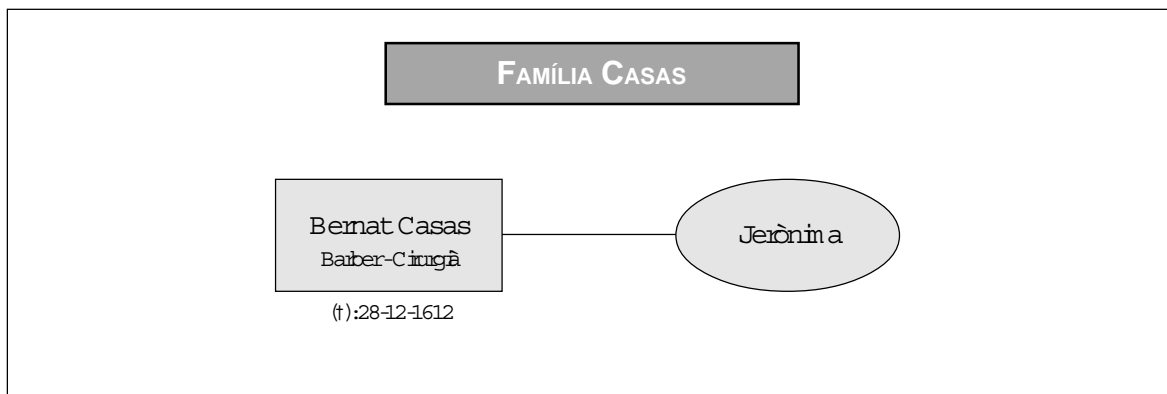 FAMÍLIA CASAS
Bernat Casas
Barber-Cirurgià
(†):28-12-1612
Jerònima